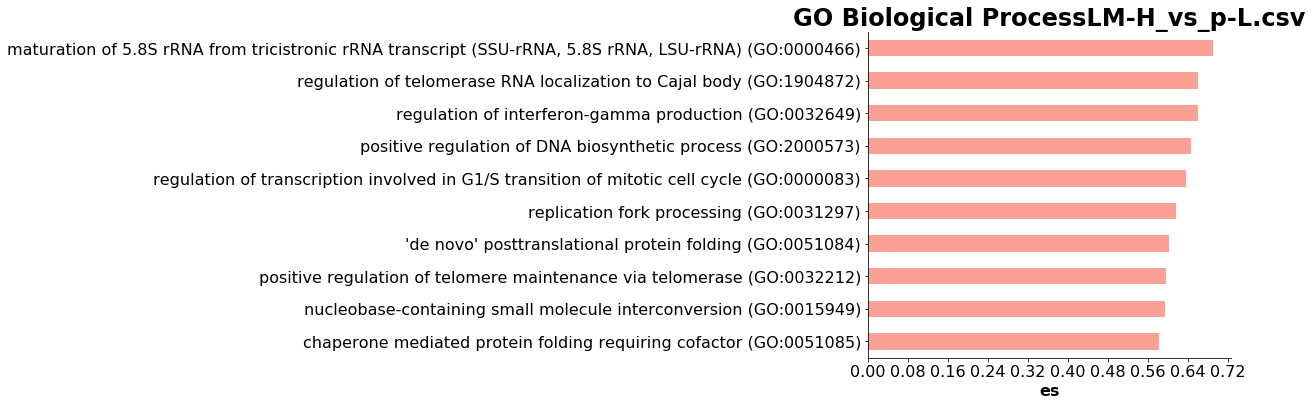 GO Biological ProcessLM-H_vs_p-L.csv
maturation of 5.8S rRNA from tricistronic rRNA transcript (SSU-rRNA, 5.8S rRNA, LSU-rRNA) (GO:0000466)
regulation of telomerase RNA localization to Cajal body (GO:1904872)
regulation of interferon-gamma production (GO:0032649)
positive regulation of DNA biosynthetic process (GO:2000573)
regulation of transcription involved in G1/S transition of mitotic cell cycle (GO:0000083)
replication fork processing (GO:0031297)
'de novo' posttranslational protein folding (GO:0051084)
positive regulation of telomere maintenance via telomerase (GO:0032212)
nucleobase-containing small molecule interconversion (GO:0015949)
chaperone mediated protein folding requiring cofactor (GO:0051085)
0.00 0.08 0.16 0.24 0.32 0.40 0.48 0.56 0.64 0.72
es